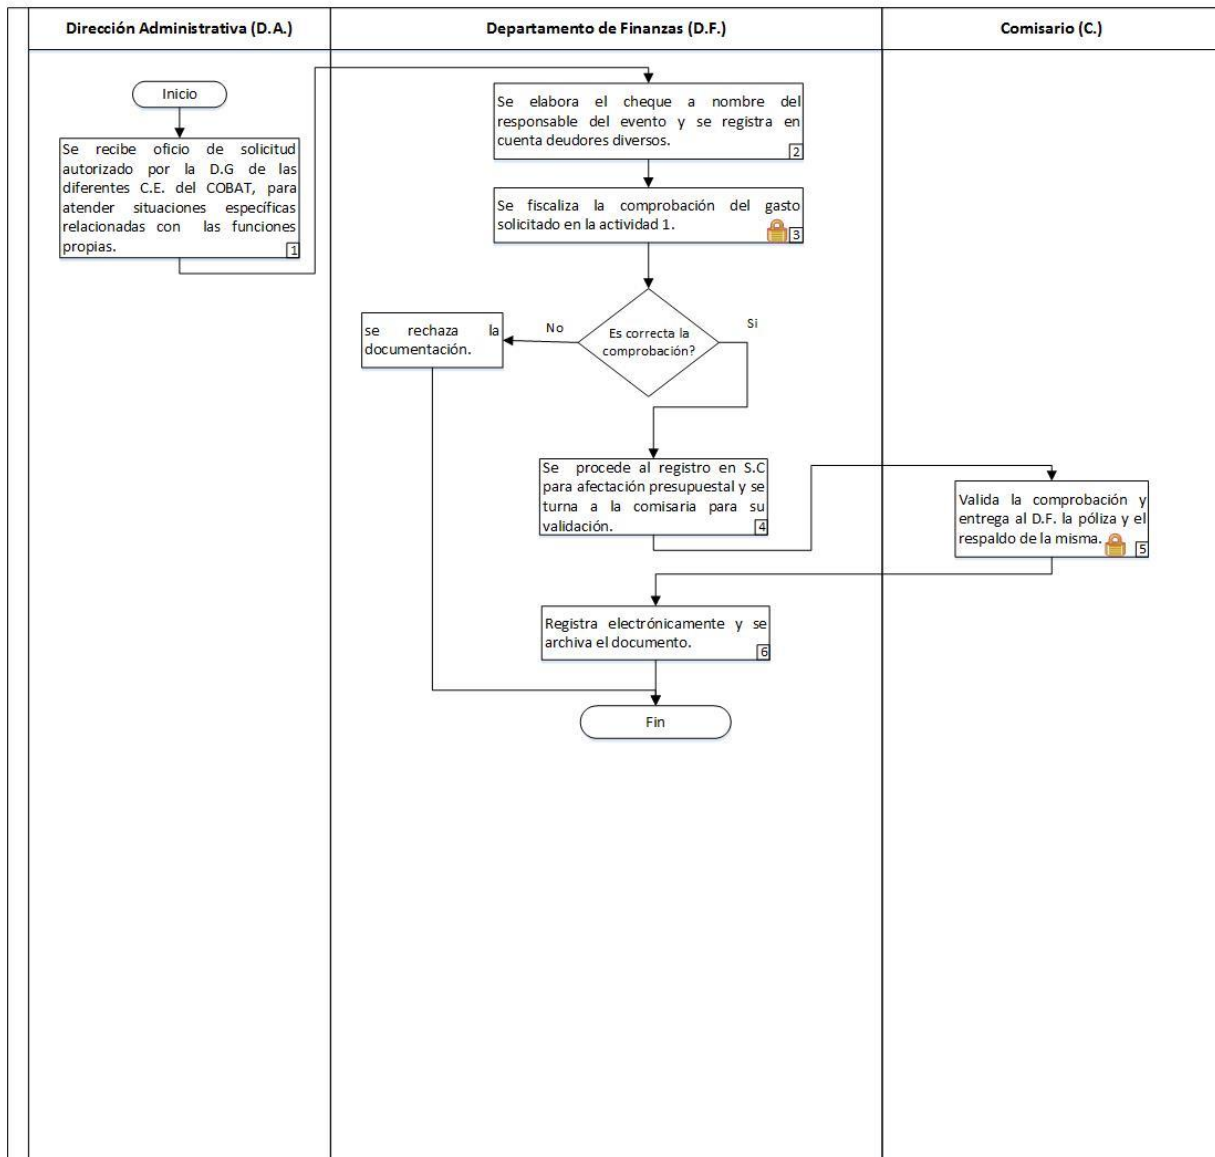 Dirección Administrativa (D.A.)
Departamento de Finanzas (D.F.)
Comisario (C.)
Inicio
Se recibe oficio de solicitud
autorizado por la D.G de las
diferentes C.E. del COBAT, para
atender situaciones específicas
relacionadas con las funciones
propias.
1
Se elabora el cheque a nombre del
responsable del evento y se registra en
cuenta deudores diversos.
2
Se fiscaliza la comprobación del gasto
solicitado en la actividad 1.
3
Es correcta la
comprobación?
No
Si
se rechaza la
documentación.
Se procede al registro en S.C
para afectación presupuestal y se
turna a la comisaria para su
validación.
4
Valida la comprobación y
entrega al D.F. la póliza y el
respaldo de la misma.
5
Registra electrónicamente y se
archiva el documento.
6
Fin